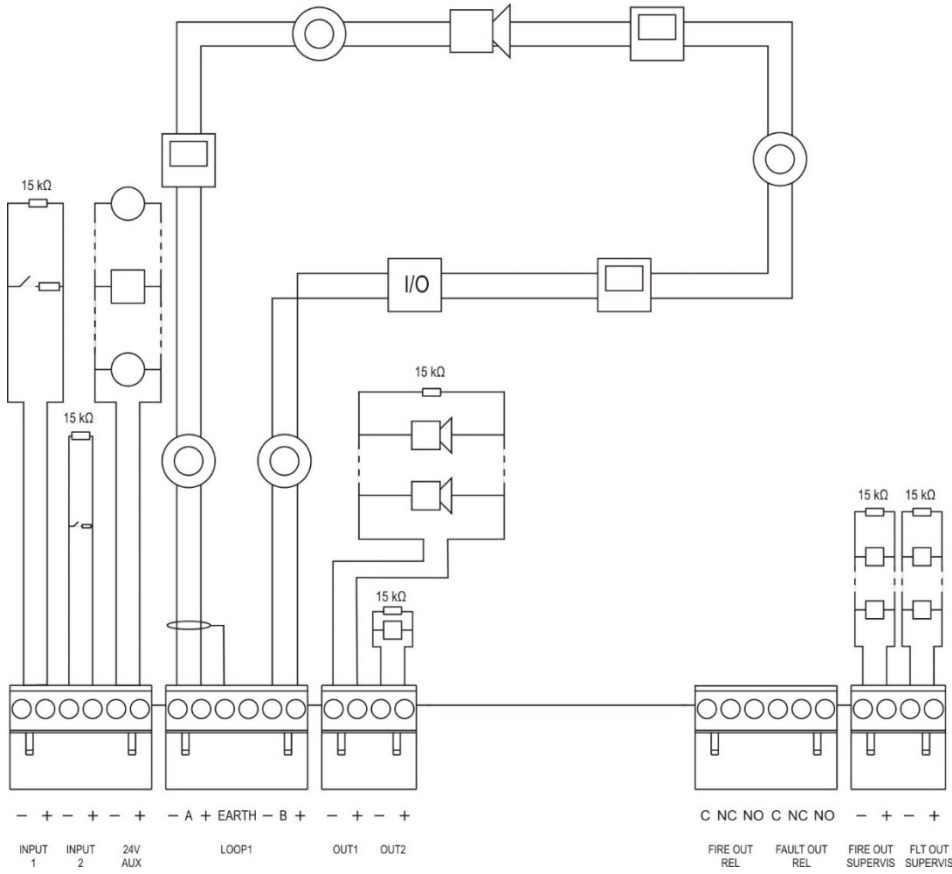 15 kΩ
15 kΩ
I/O
15 kΩ
15 kΩ
15 kΩ
15 kΩ 15 kΩ
− + − + − + − A + EARTH − B + − + − + C NC NO C NC NO − + − +
INPUT 1
INPUT 2
24V AUX
LOOP1
OUT1
OUT2
FIRE OUT REL
FAULT OUT REL
FIRE OUT SUPERVIS
FLT OUT SUPERVIS